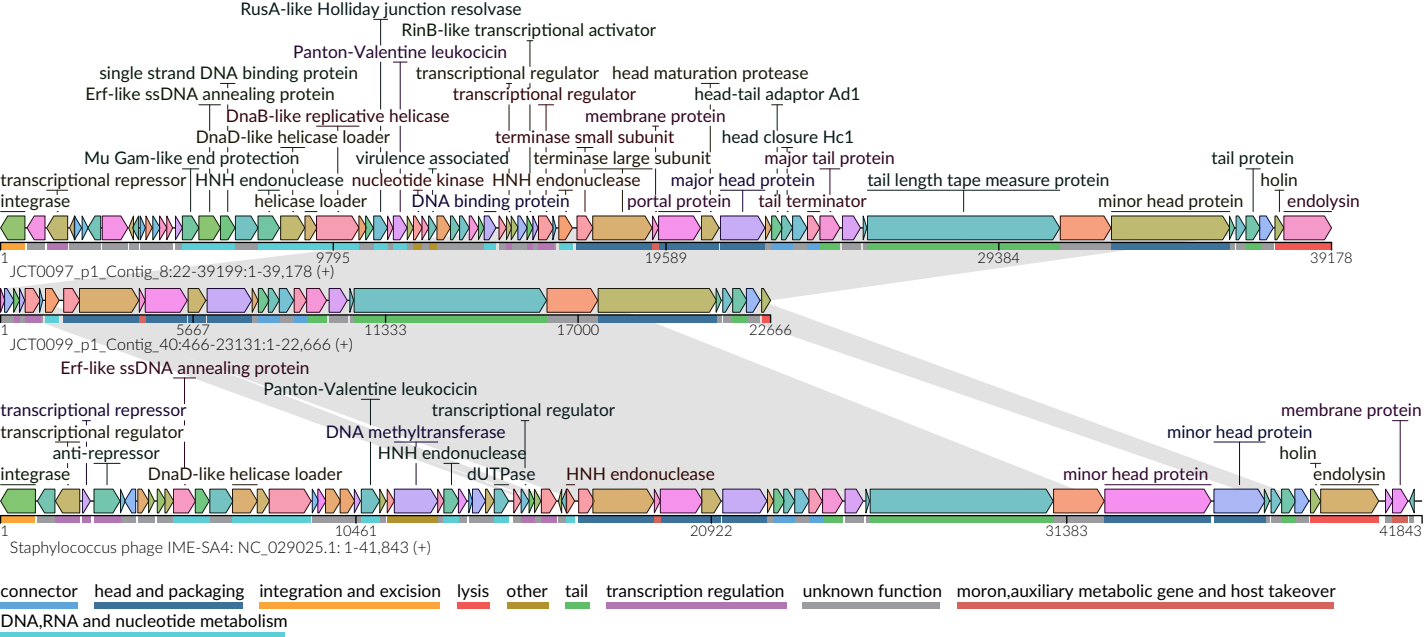 RusA-like Holliday junction resolvase
RinB-like transcriptional activator
Panton-Valentine leukocicin
single strand DNA binding protein transcriptional regulator head maturation protease
Erf-like ssDNA annealing protein transcriptional regulator head-tail adaptor Ad1
DnaB-like replicative helicase membrane protein
DnaD-like helicase loader terminase small subunit head closure Hc1
Mu Gam-like end protection virulence associated terminase large subunit major tail protein tail protein
transcriptional repressor HNH endonuclease nucleotide kinase HNH endonuclease major head protein tail length tape measure protein holin
integrase helicase loader DNA binding protein portal protein tail terminator minor head protein endolysin
1 9795 19589 29384 39178
JCT0097_p1_Contig_8:22-39199:1-39,178 (+)
1 5667 11333 17000 22666
JCT0099_p1_Contig_40:466-23131:1-22,666 (+)
Erf-like ssDNA annealing protein
Panton-Valentine leukocicin
transcriptional repressor transcriptional regulator membrane protein
transcriptional regulator DNA methyltransferase minor head protein
anti-repressor HNH endonuclease holin
integrase DnaD-like helicase loader dUTPase HNH endonuclease minor head protein endolysin
1 10461 20922 31383 41843
Staphylococcus phage IME-SA4: NC_029025.1: 1-41,843 (+)
connector head and packaging integration and excision lysis other tail transcription regulation unknown function moron,auxiliary metabolic gene and host takeover
DNA,RNA and nucleotide metabolism